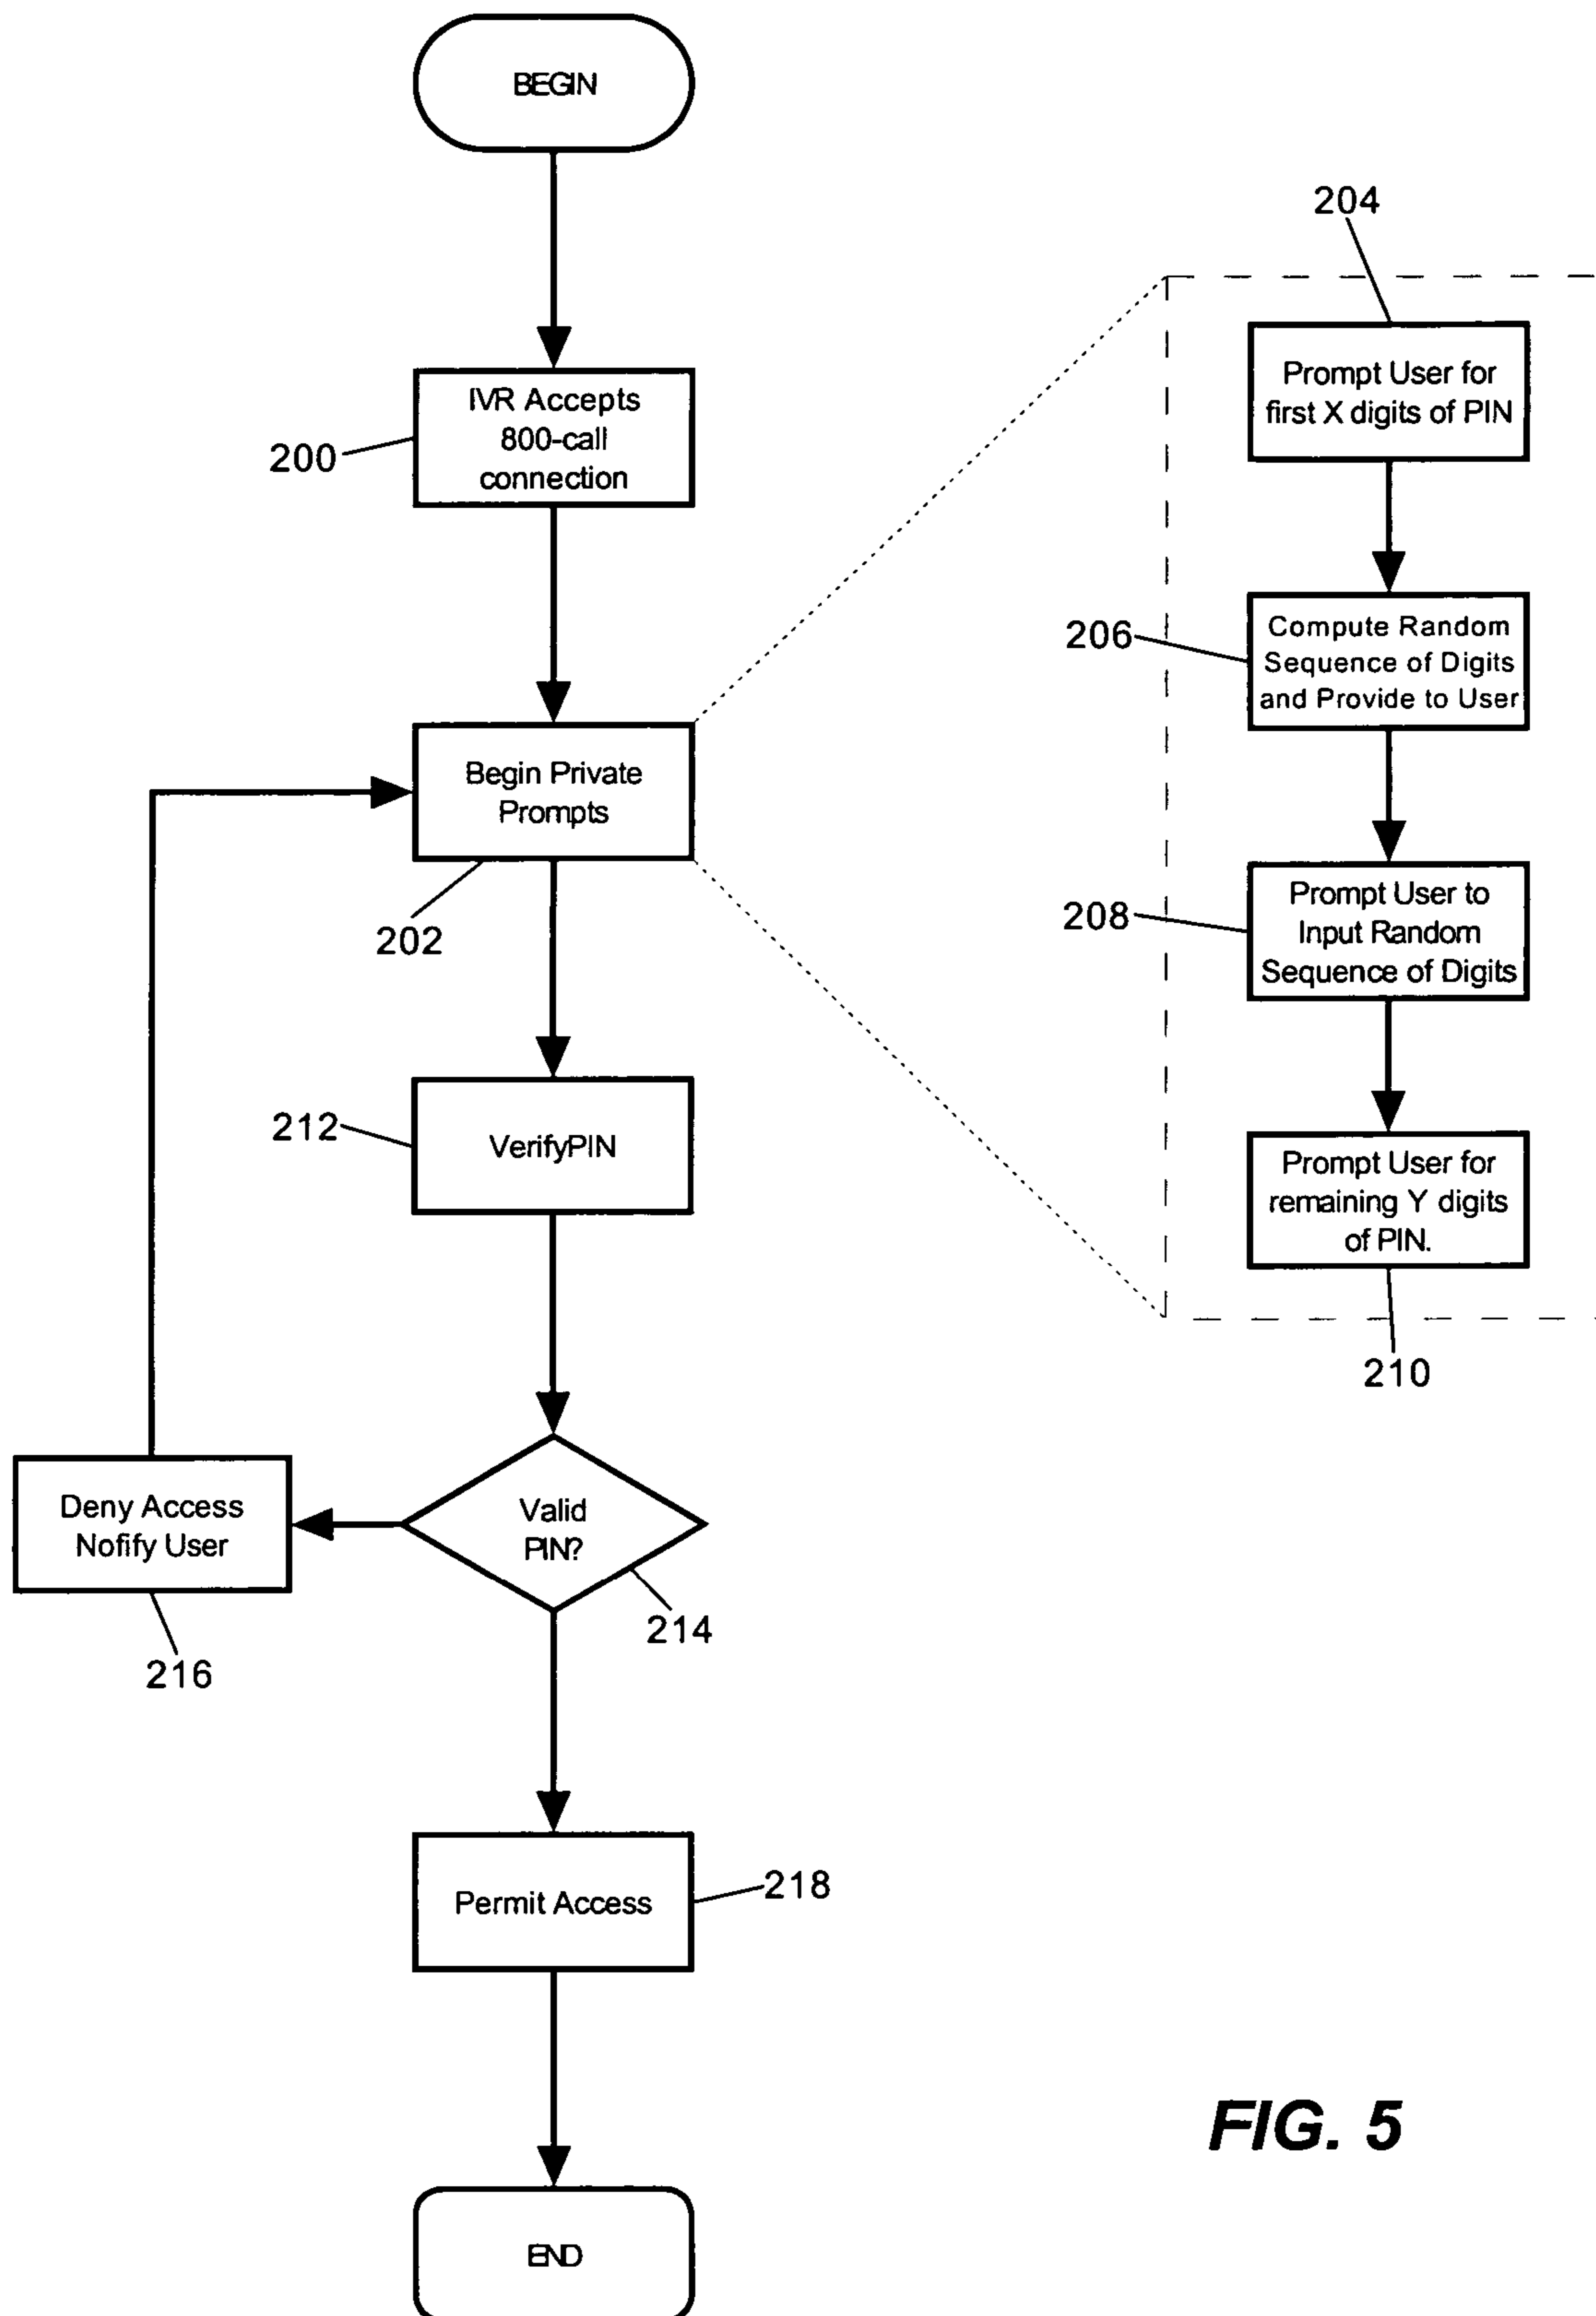 BEGIN
IVR Accepts
800-call
connection
200
Begin Private
Prompts
202
204
Prompt User for
first X digits of PIN
206
Compute Random
Sequence of Digits
and Provide to User
208
Prompt User to
Input Random
Sequence of Digits
Prompt User for
remaining Y digits
of PIN.
210
212
VerifyPIN
Valid
PIN?
214
Deny Access
Nofify User
216
Permit Access
218
END
FIG. 5